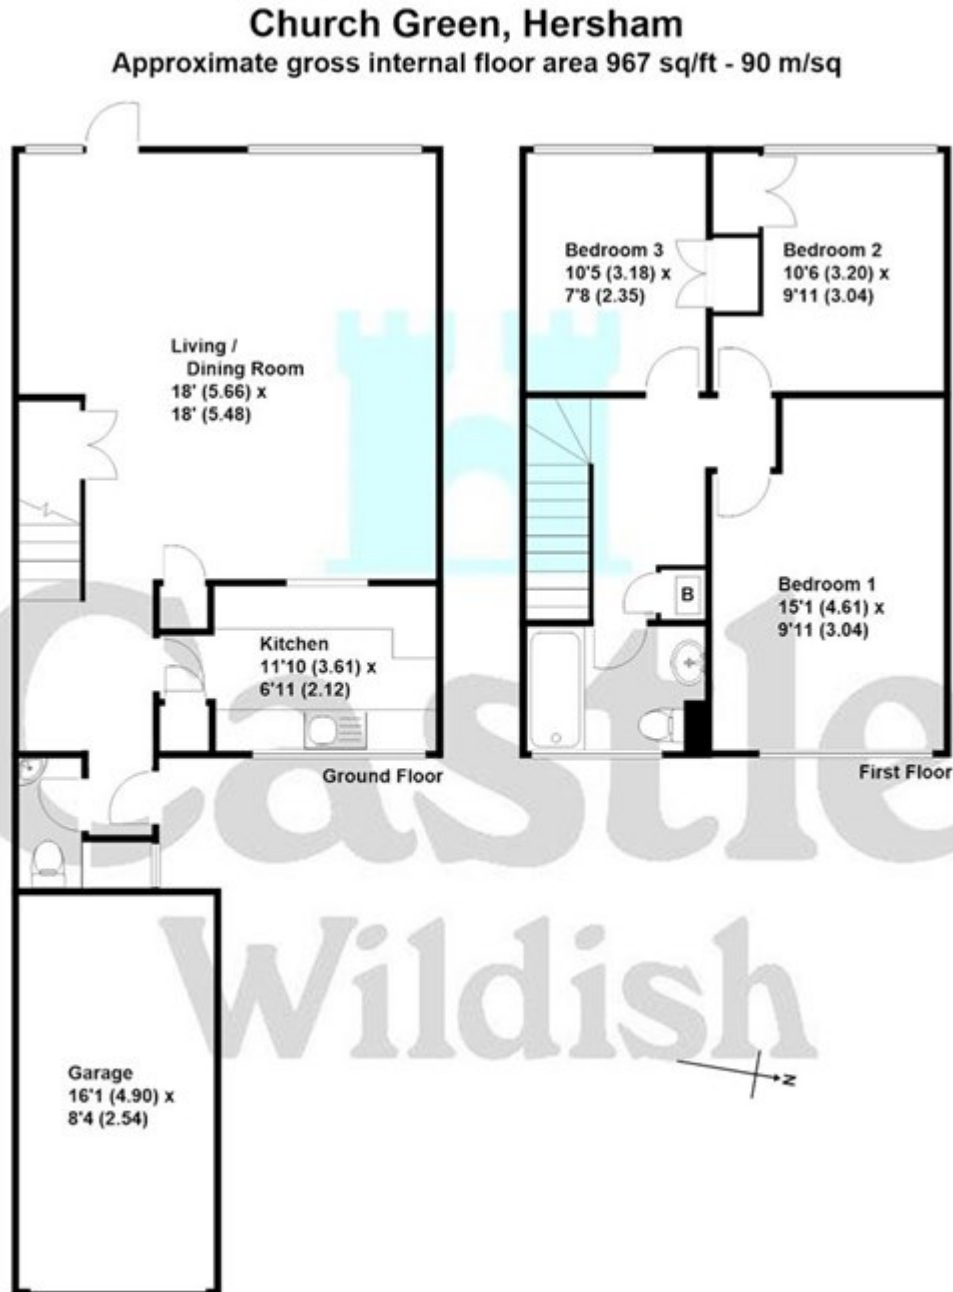 Church Green, Hersham
Approximate gross internal floor area 967 sq/ft - 90 m/sq
Living /
Dining Room
18' (5.66) x
18' (5.48)
Kitchen
11'10 (3.61) x
6'11 (2.12)
Ground Floor
Garage
16'1 (4.90) x
8'4 (2.54)
Bedroom 3
10'5 (3.18) x
7'8 (2.35)
Bedroom 2
10'6 (3.20) x
9'11 (3.04)
B
Bedroom 1
15'1 (4.61) x
9'11 (3.04)
First Floor
Castle
Wildish
N